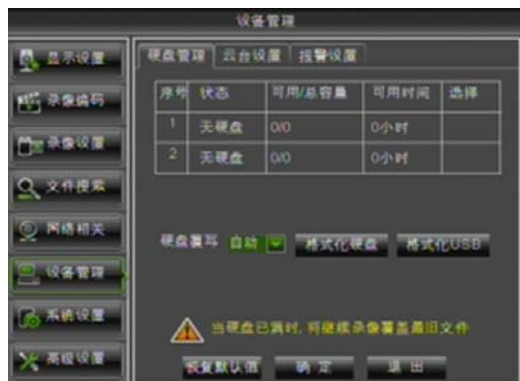 设备管理
显示设置
录像编码
录像设置
文件搜索
网络相关
设备管理
系统设置
高级设置
硬盘管理 云台设置 报警设置
序号 状态 可用/总容量 可用时间 选择
1 无硬盘 0/0 0小时
2 无硬盘 0/0 0小时
硬盘覆写 自动 格式化硬盘 格式化USB
当硬盘已满时, 将继续录像覆盖最旧文件
恢复默认值 确 定 退 出